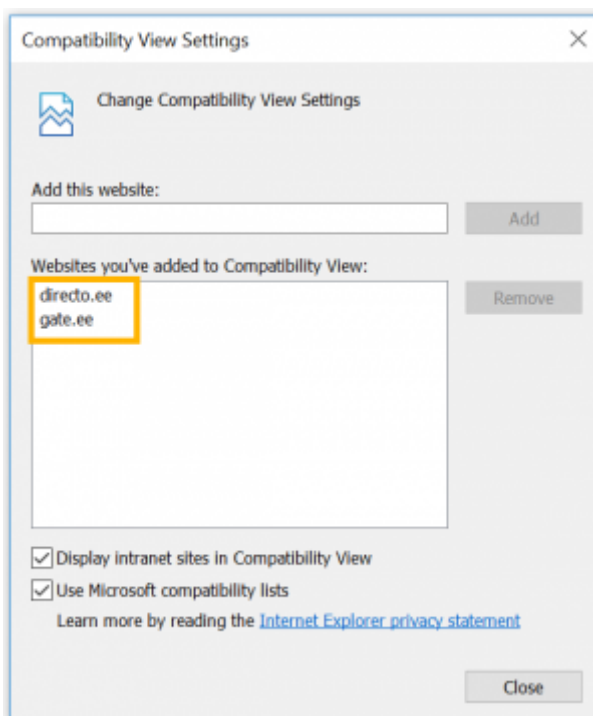 Compatibility View Settings
Change Compatibility View Settings
Add this website:
Add
Websites you've added to Compatibility View:
directo.ee
gate.ee
Remove
Display intranet sites in Compatibility View
Use Microsoft compatibility lists
Learn more by reading the Internet Explorer privacy statement
Close